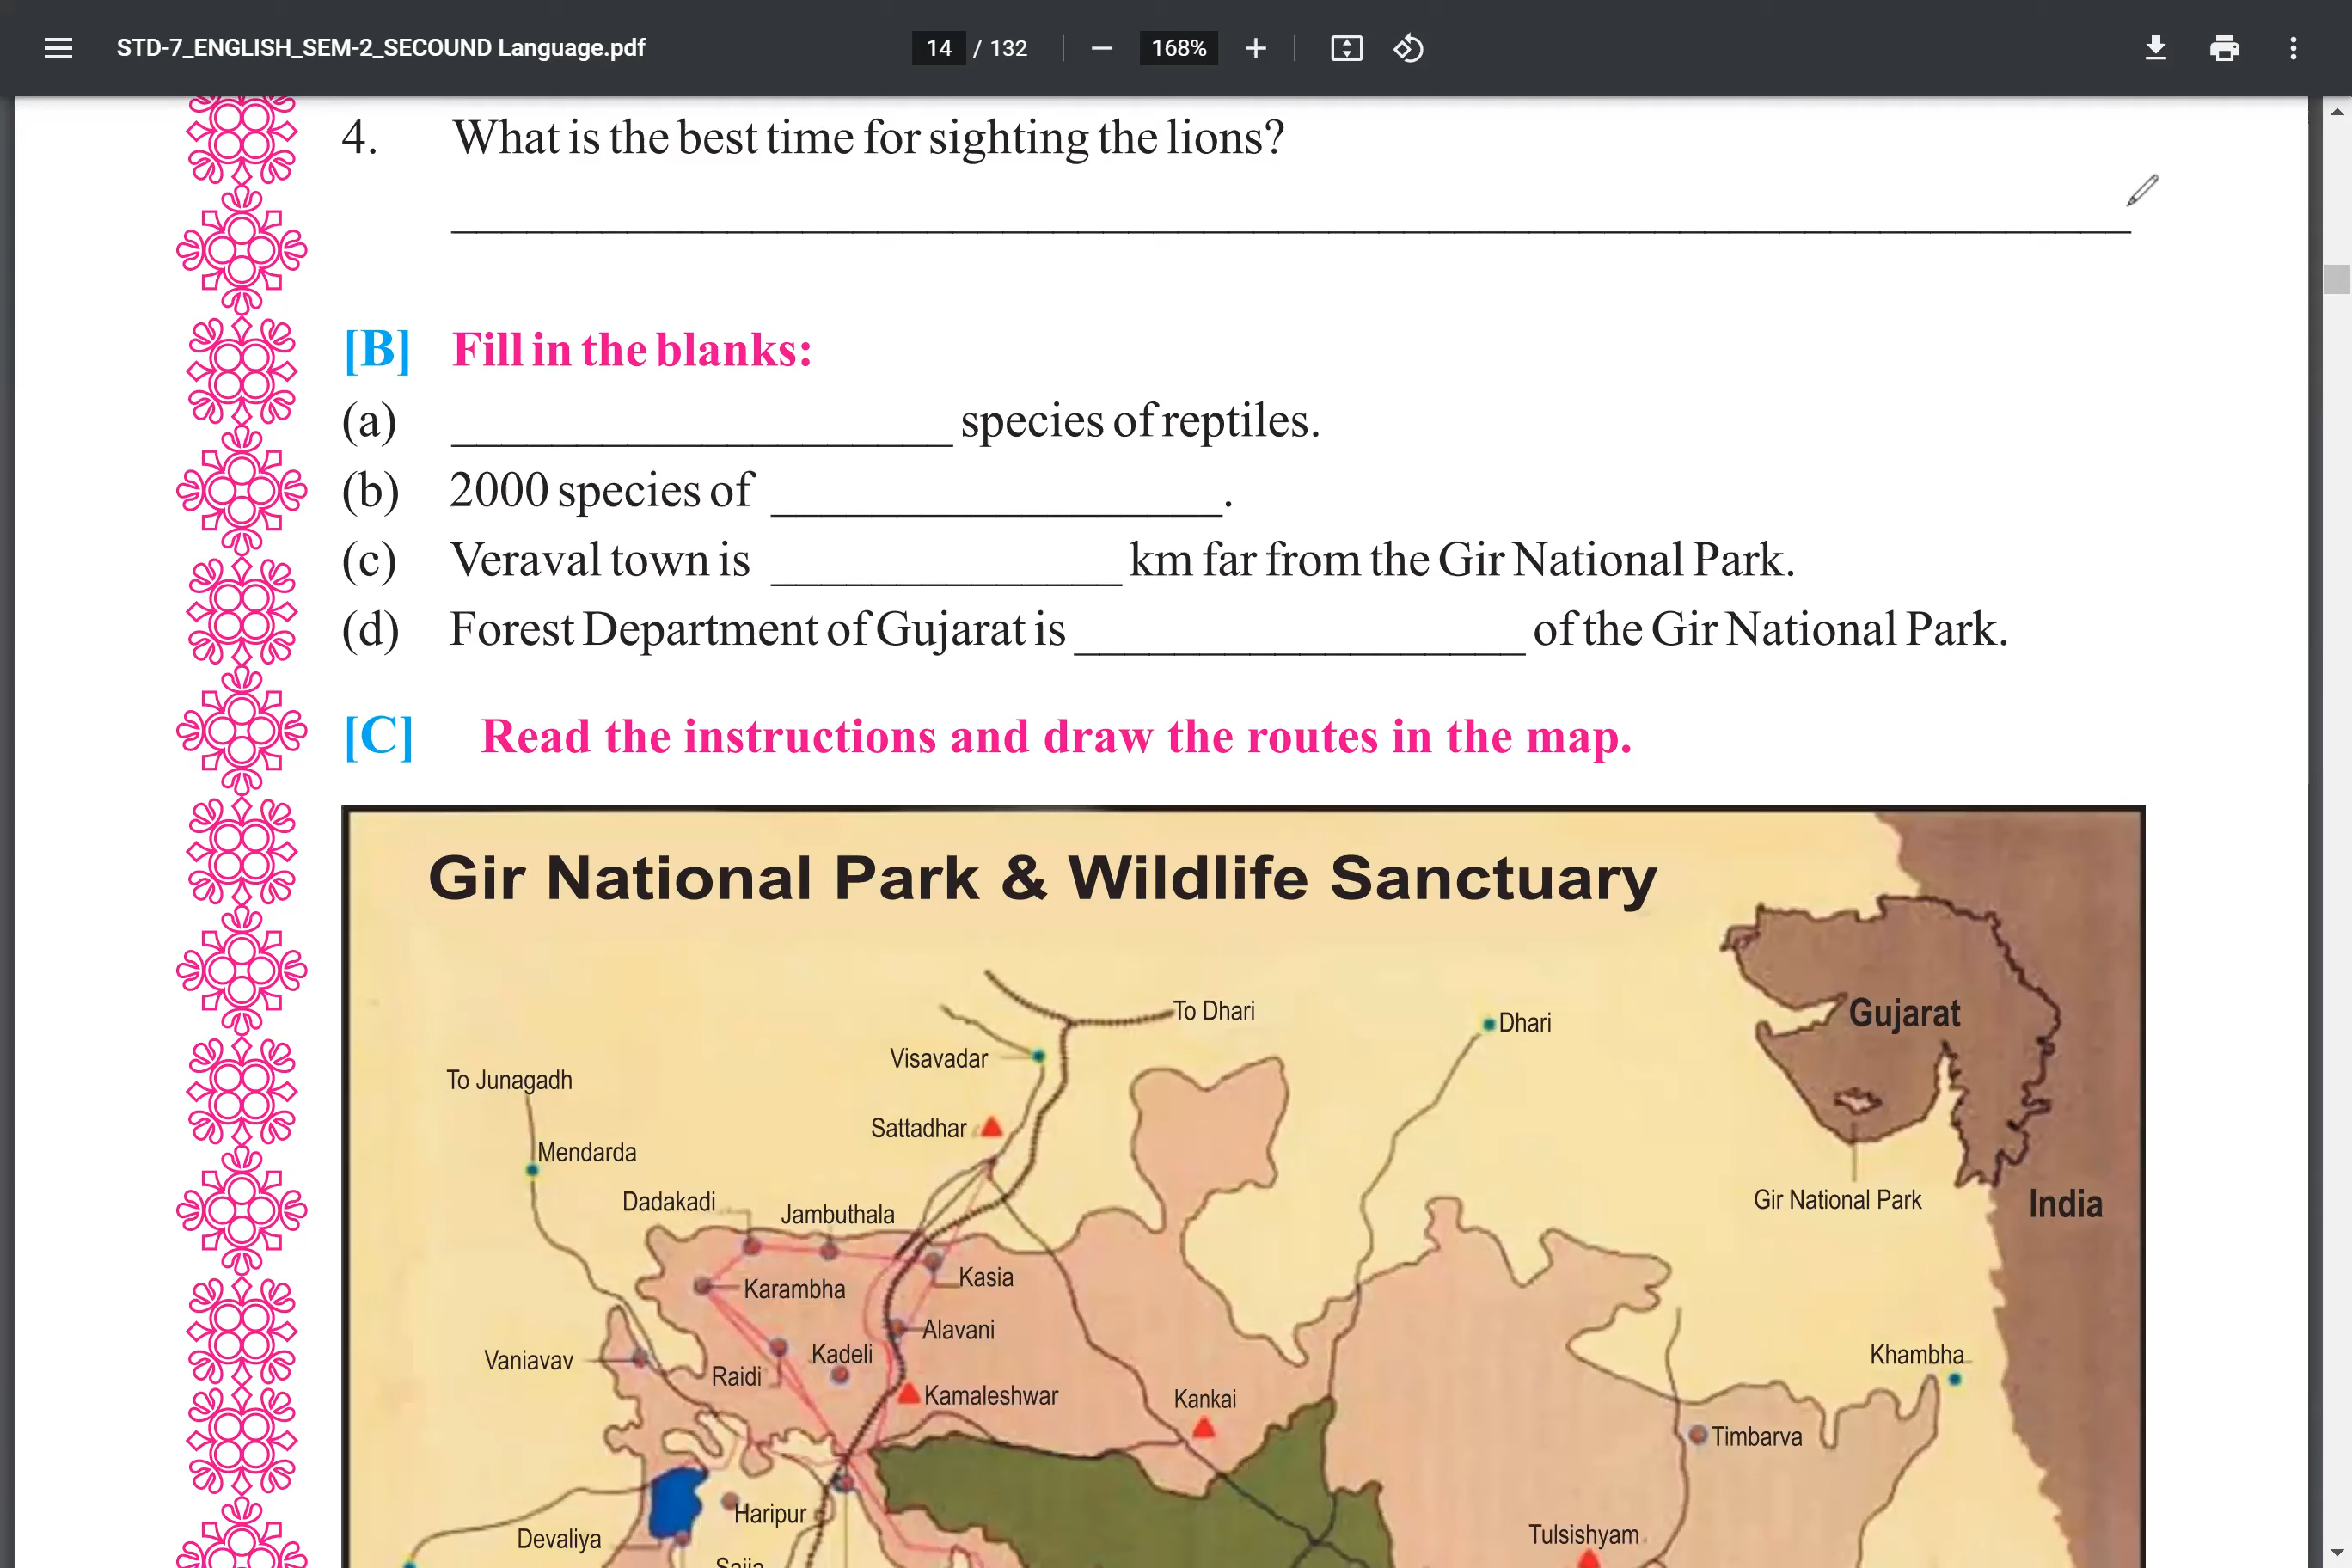 STD-7_ENGLISH_SEM-2_SECOUND Language.pdf
14 / 132
168%
4. What is the best time for sighting the lions?
[B] Fill in the blanks:
(a) ____________________ species of reptiles.
(b) 2000 species of __________________.
(c) Veraval town is ______________ km far from the Gir National Park.
(d) Forest Department of Gujarat is __________________ of the Gir National Park.
[C] Read the instructions and draw the routes in the map.
Gir National Park & Wildlife Sanctuary
To Dhari
Dhari
Gujarat
Visavadar
To Junagadh
Sattadhar
Mendarda
Dadakadi
Jambuthala
Gir National Park
India
Kasia
Karambha
Alavani
Kadeli
Khambha
Vaniavav
Raidi
Kamaleshwar
Kankai
Timbarva
Haripur
Devaliya
Tulsishyam